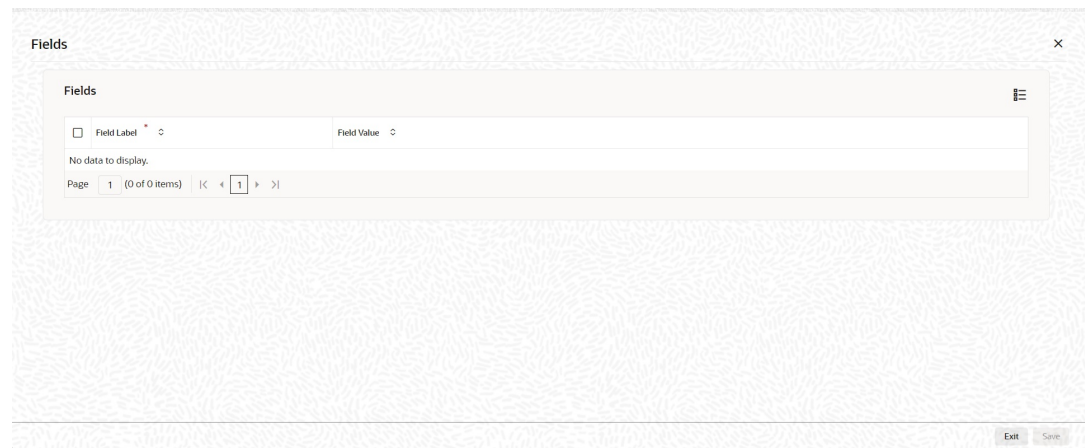 Fields
Fields
Field Label * Field Value
No data to display.
Page 1 (0 of 0 items) 1
Exit Save